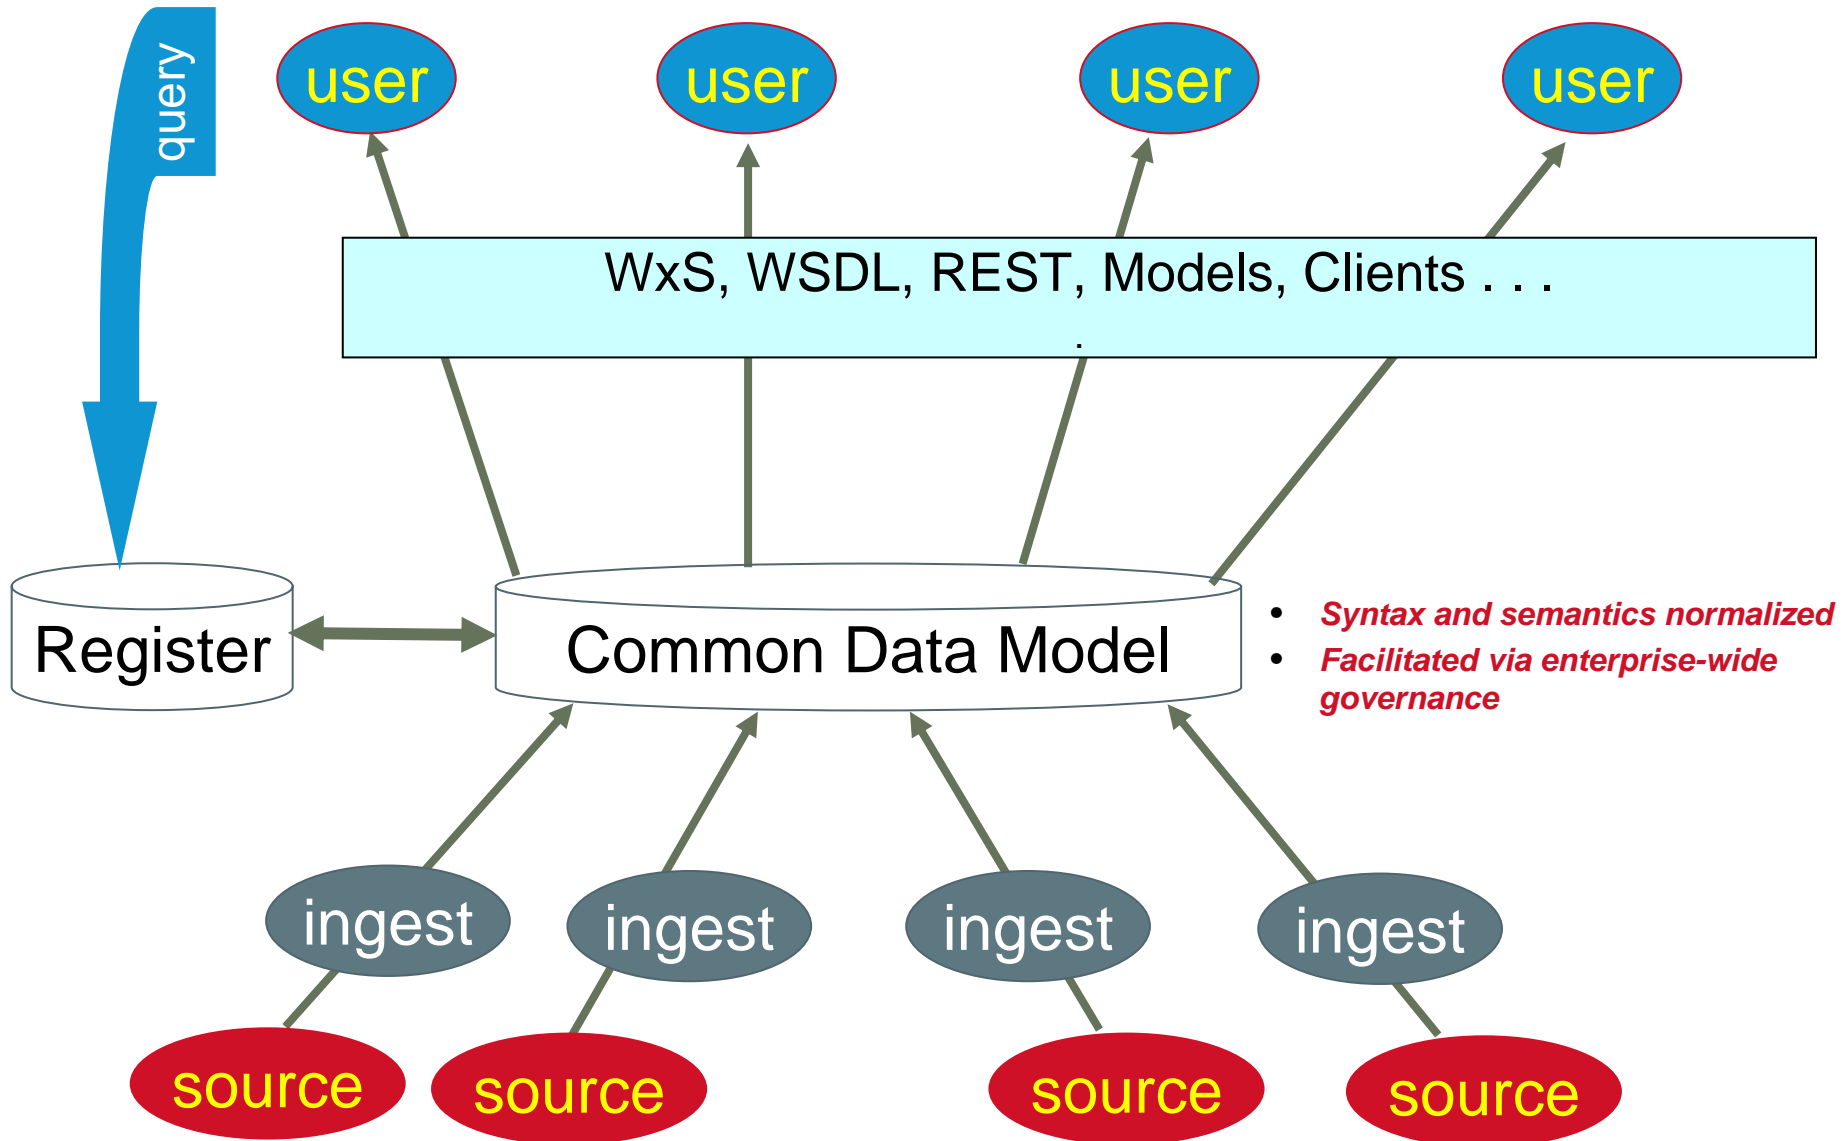 query
user
user
user
user
WxS, WSDL, REST, Models, Clients . . .
.
Register
Common Data Model
• Syntax and semantics normalized
• Facilitated via enterprise-wide
governance
ingest
ingest
ingest
ingest
source
source
source
source